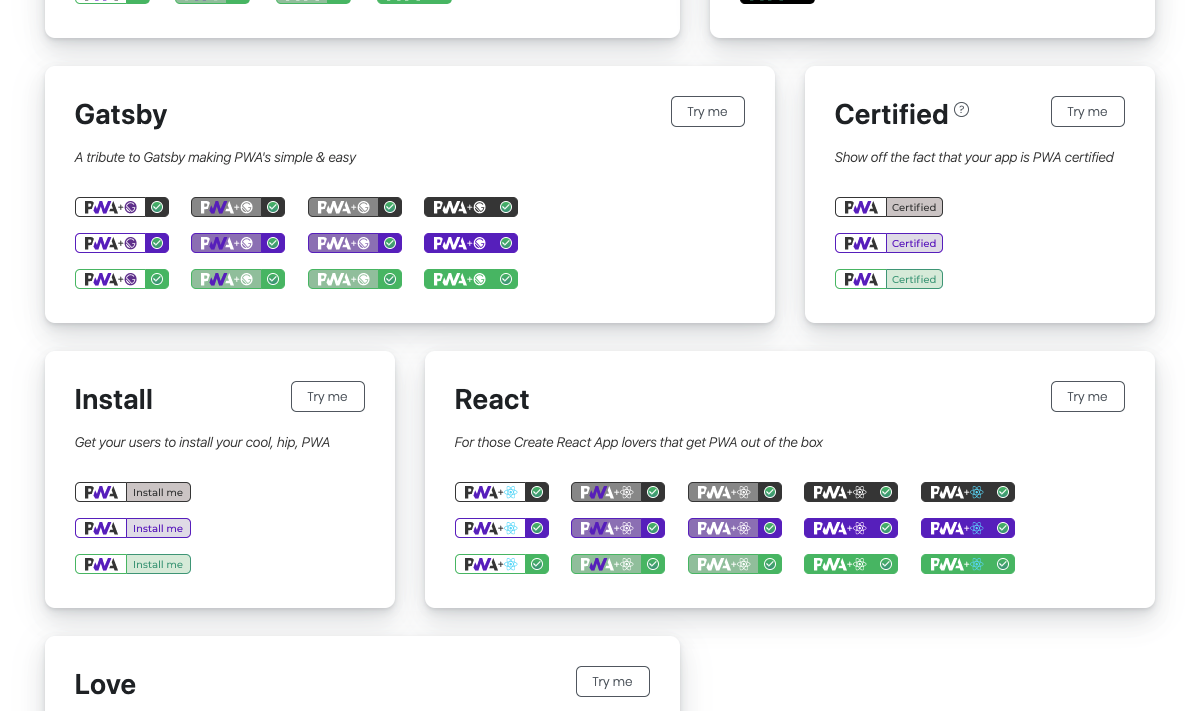 Gatsby
Try me
A tribute to Gatsby making PWA's simple & easy
PWA+ PWA+ PWA+ PWA+
PWA+ PWA+ PWA+ PWA+
PWA+ PWA+ PWA+ PWA+
Certified ?
Try me
Show off the fact that your app is PWA certified
PWA Certified
PWA Certified
PWA Certified
Install
Try me
Get your users to install your cool, hip, PWA
PWA Install me
PWA Install me
PWA Install me
React
Try me
For those Create React App lovers that get PWA out of the box
PWA+ PWA+ PWA+ PWA+ PWA+
PWA+ PWA+ PWA+ PWA+ PWA+
PWA+ PWA+ PWA+ PWA+ PWA+
Love
Try me